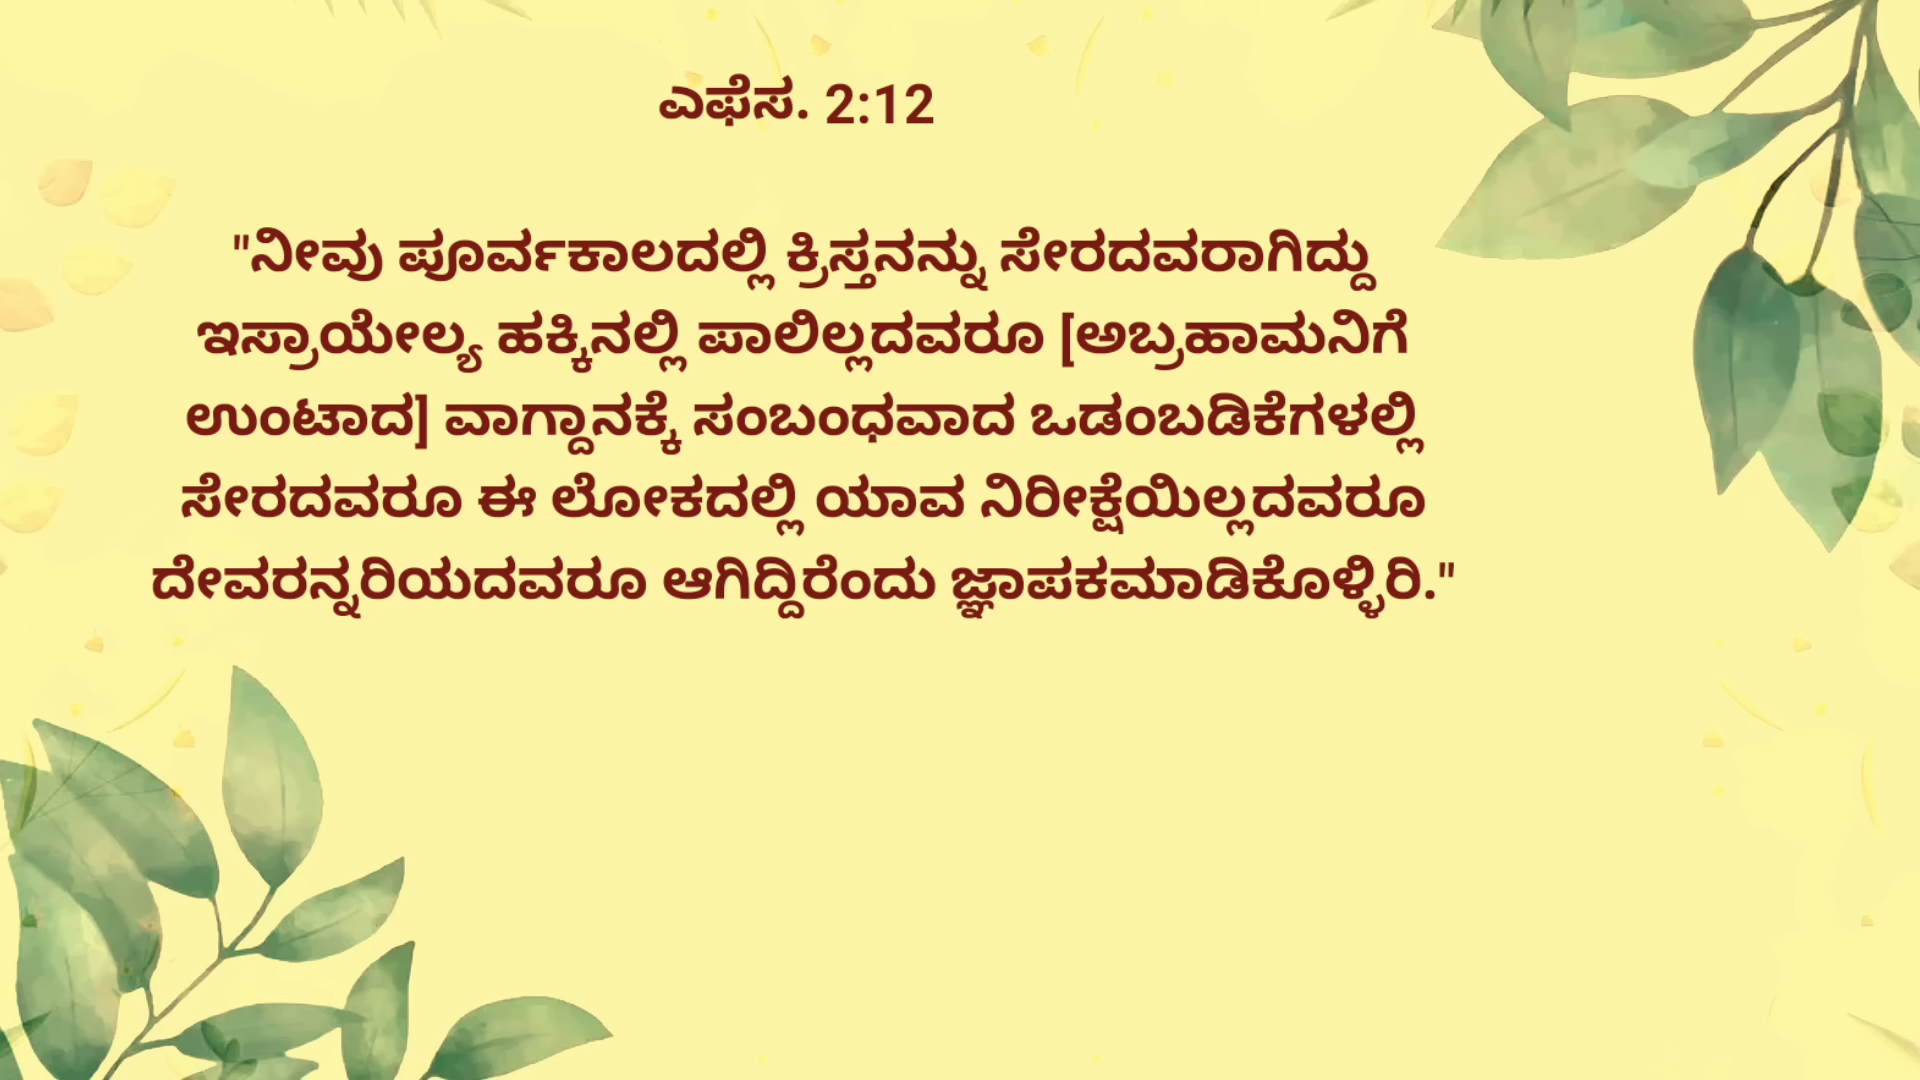 ಎಫೆಸ. 2:12
"ನೀವು ಪೂರ್ವಕಾಲದಲ್ಲಿ ಕ್ರಿಸ್ತನನ್ನು ಸೇರದವರಾಗಿದ್ದು
ಇಸ್ರಾಯೇಲ್ಯ ಹಕ್ಕಿನಲ್ಲಿ ಪಾಲಿಲ್ಲದವರೂ [ಅಬ್ರಹಾಮನಿಗೆ
ಉಂಟಾದ] ವಾಗ್ದಾನಕ್ಕೆ ಸಂಬಂಧವಾದ ಒಡಂಬಡಿಕೆಗಳಲ್ಲಿ
ಸೇರದವರೂ ಈ ಲೋಕದಲ್ಲಿ ಯಾವ ನಿರೀಕ್ಷೆಯಿಲ್ಲದವರೂ
ದೇವರನ್ನರಿಯದವರೂ ಆಗಿದ್ದಿರೆಂದು ಜ್ಞಾಪಕಮಾಡಿಕೊಳ್ಳಿರಿ."